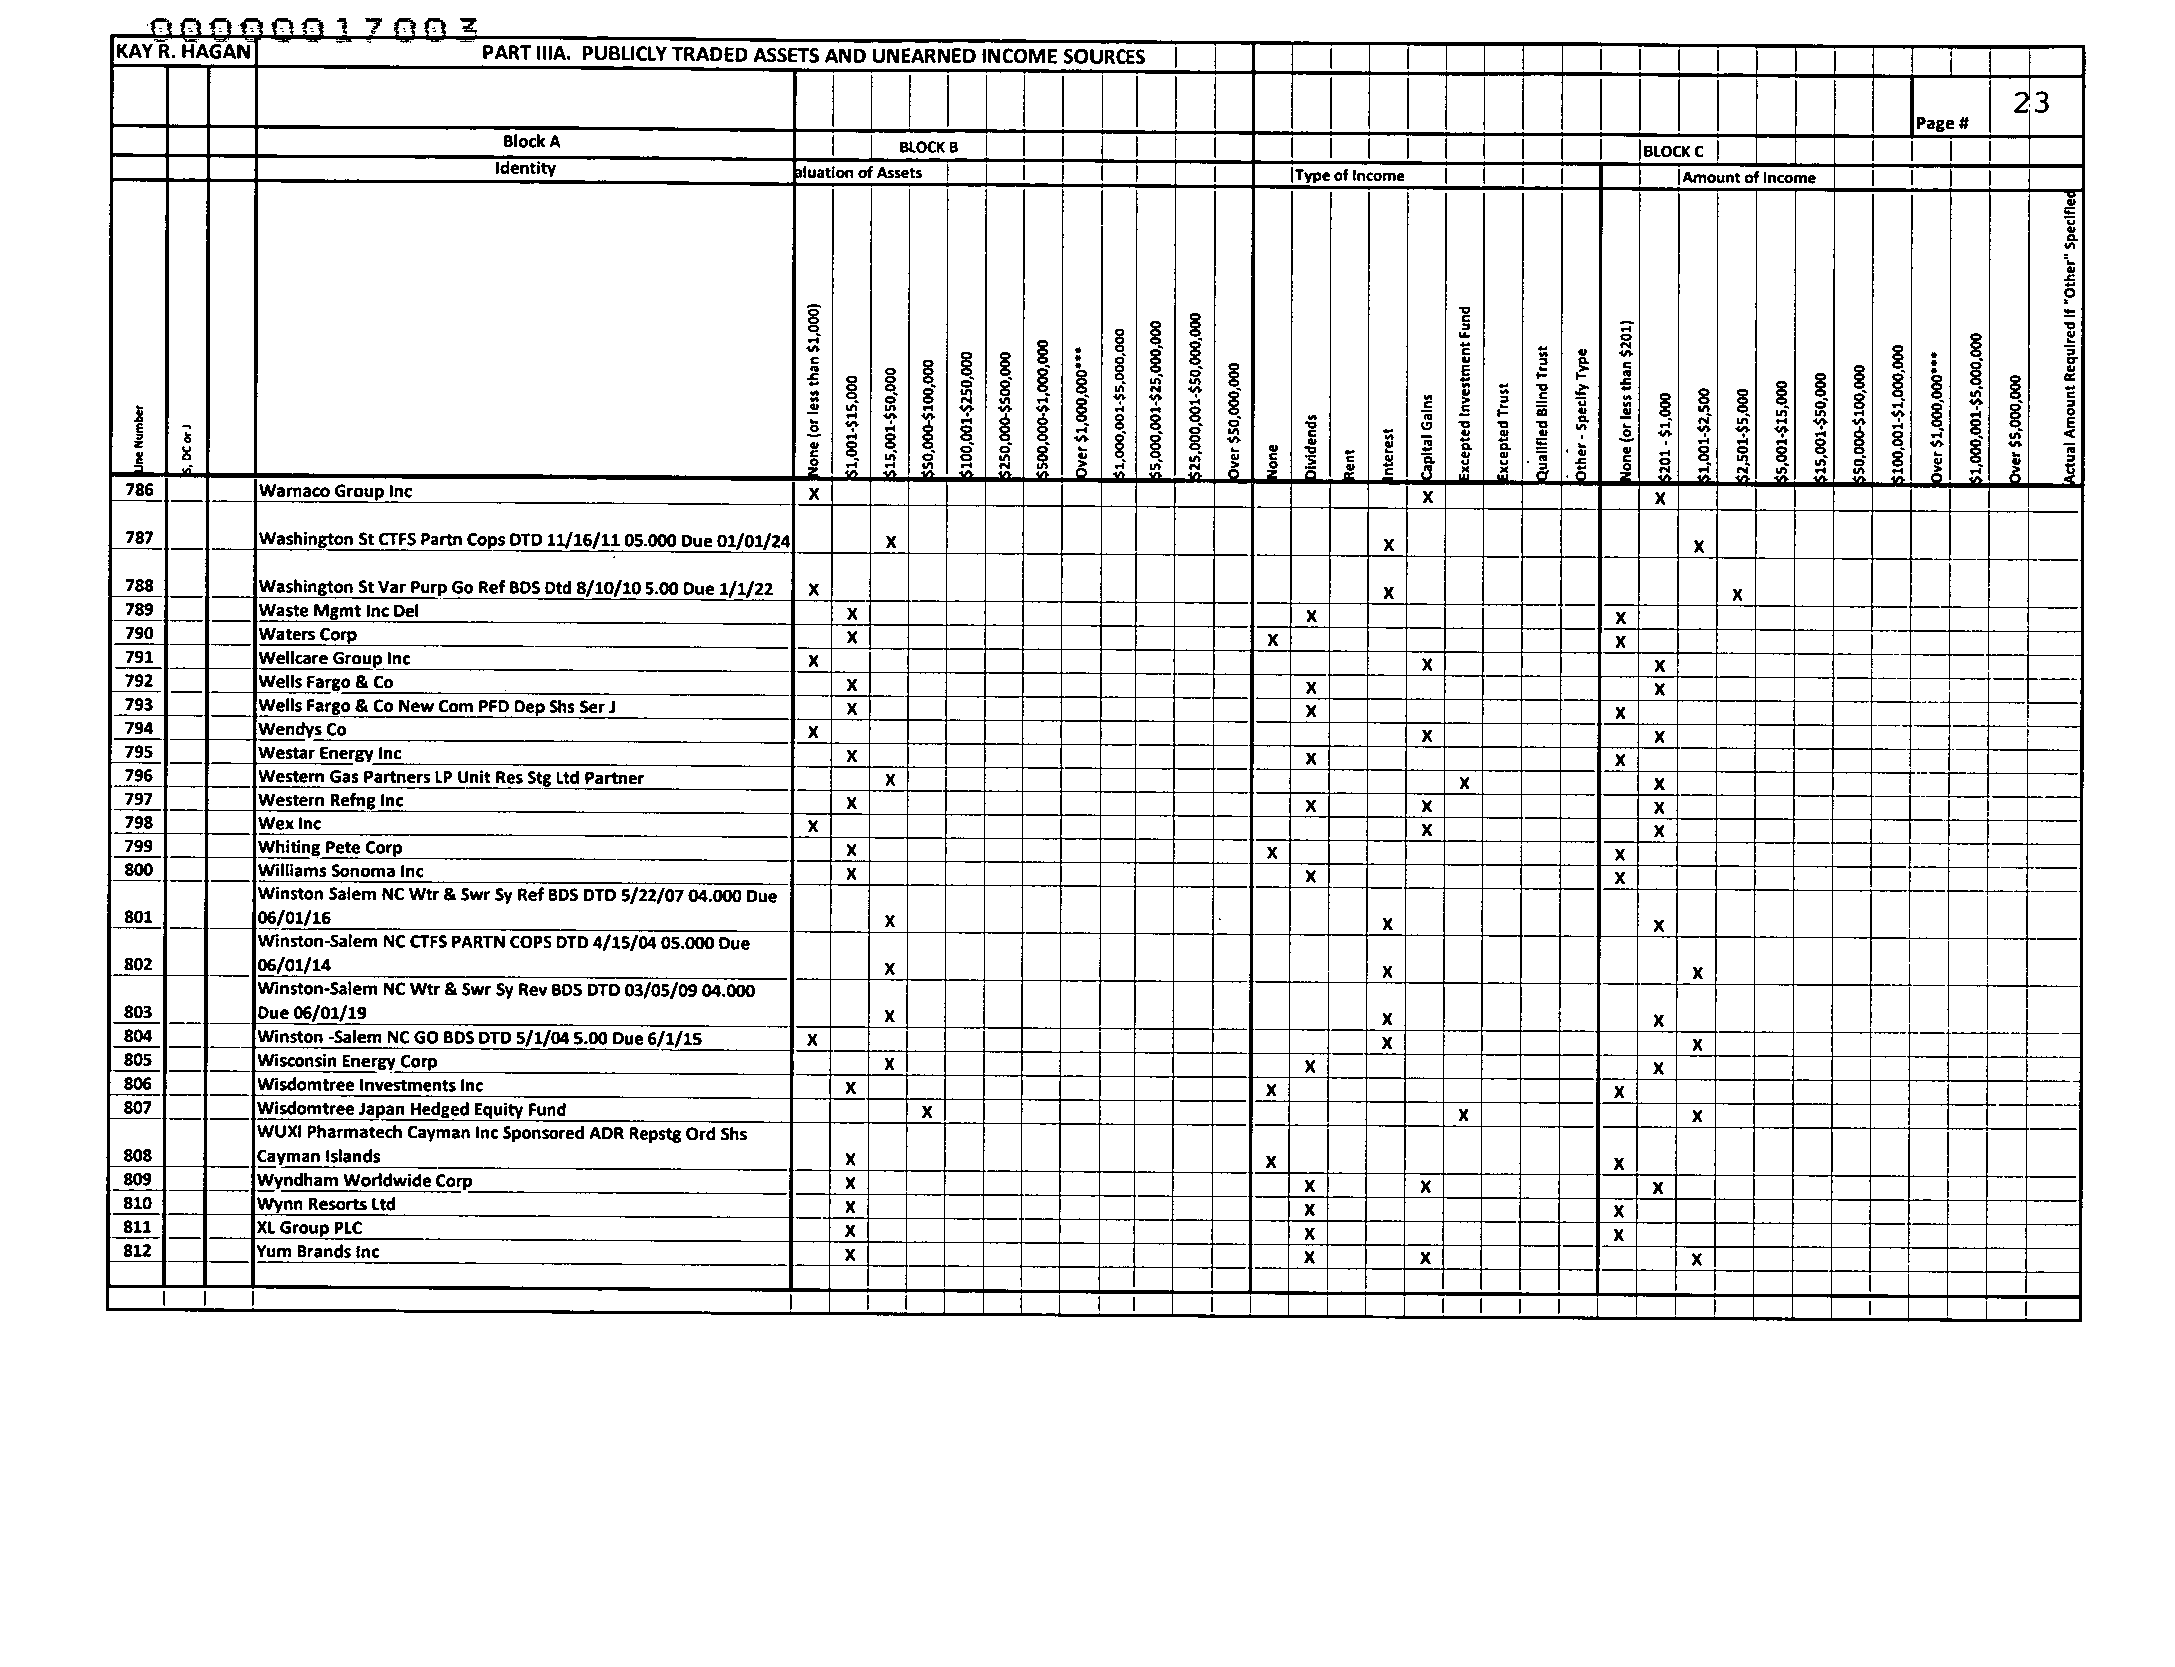 00000017003
KAY R. HAGAN PART IIIA. PUBLICLY TRADED ASSETS AND UNEARNED INCOME SOURCES
23
Page #
Block A BLOCK B BLOCK C
Identity aluation of Assets Type of Income Amount of Income
Line Number
S, DC or J
None (or less than $1,000)
$1,001-$15,000
$15,001-$50,000
$50,000-$100,000
$100,001-$250,000
$250,000-$500,000
$500,000-$1,000,000
Over $1,000,000***
$1,000,001-$5,000,000
$5,000,001-$25,000,000
$25,000,001-$50,000,000
Over $50,000,000
None
Dividends
Rent
Interest
Capital Gains
Excepted Investment Fund
Excepted Trust
Qualified Blind Trust
Other - Specify Type
None (or less than $201)
$201 - $1,000
$1,001-$2,500
$2,501-$5,000
$5,001-$15,000
$15,001-$50,000
$50,000-$100,000
$100,001-$1,000,000
Over $1,000,000***
$1,000,001-$5,000,000
Over $5,000,000
Actual Amount Required if "Other" Specified
786 Warnaco Group Inc X X X
787 Washington St CTFS Partn Cops DTD 11/16/11 05.000 Due 01/01/24 X X X
788 Washington St Var Purp Go Ref BDS Dtd 8/10/10 5.00 Due 1/1/22 X X X
789 Waste Mgmt Inc Del X X X
790 Waters Corp X X X
791 Wellcare Group Inc X X X
792 Wells Fargo & Co X X X
793 Wells Fargo & Co New Com PFD Dep Shs Ser J X X X
794 Wendys Co X X X
795 Westar Energy Inc X X X
796 Western Gas Partners LP Unit Res Stg Ltd Partner X X X
797 Western Refng Inc X X X X
798 Wex Inc X X X
799 Whiting Pete Corp X X X
800 Williams Sonoma Inc X X X
Winston Salem NC Wtr & Swr Sy Ref BDS DTD 5/22/07 04.000 Due
801 06/01/16 X X X
Winston-Salem NC CTFS PARTN COPS DTD 4/15/04 05.000 Due
802 06/01/14 X X X
Winston-Salem NC Wtr & Swr Sy Rev BDS DTD 03/05/09 04.000
803 Due 06/01/19 X X X
804 Winston -Salem NC GO BDS DTD 5/1/04 5.00 Due 6/1/15 X X X
805 Wisconsin Energy Corp X X X
806 Wisdomtree Investments Inc X X X
807 Wisdomtree Japan Hedged Equity Fund X X X
WUXI Pharmatech Cayman Inc Sponsored ADR Repstg Ord Shs
808 Cayman Islands X X X
809 Wyndham Worldwide Corp X X X X
810 Wynn Resorts Ltd X X X
811 XL Group PLC X X X
812 Yum Brands Inc X X X X